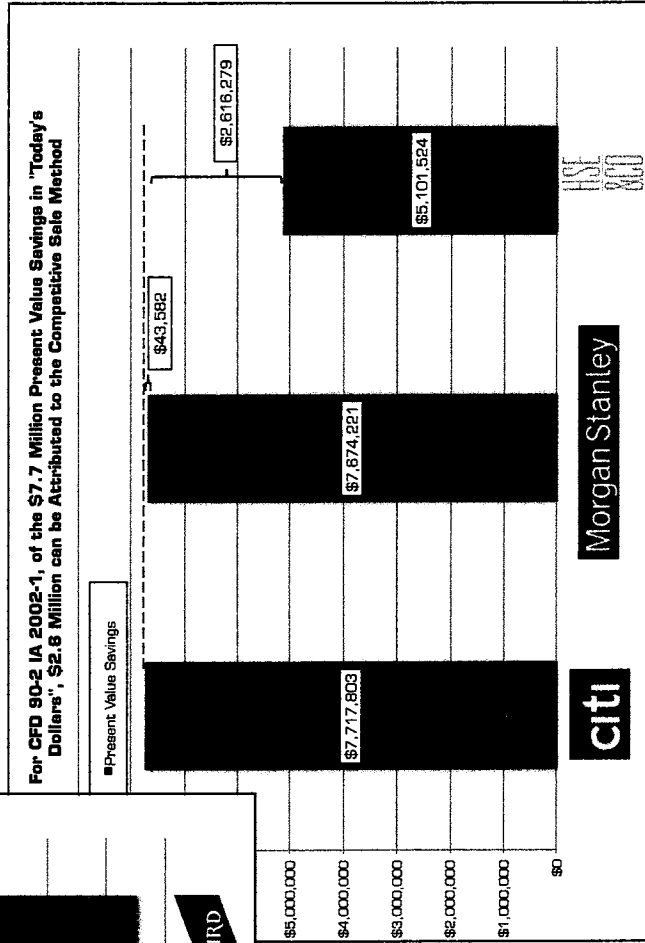 For CFD 90-2 IA 2002-1, of the $7.7 Million Present Value Savings in "Today's
Dollars", $2.6 Million can be Attributed to the Competitive Sale Method
■Present Value Savings
$43,582
$2,616,279
$7,717,803
$7,674,221
$5,101,524
$5,000,000
$4,000,000
$3,000,000
$2,000,000
$1,000,000
$0
citi
Morgan Stanley
HSE
&CO